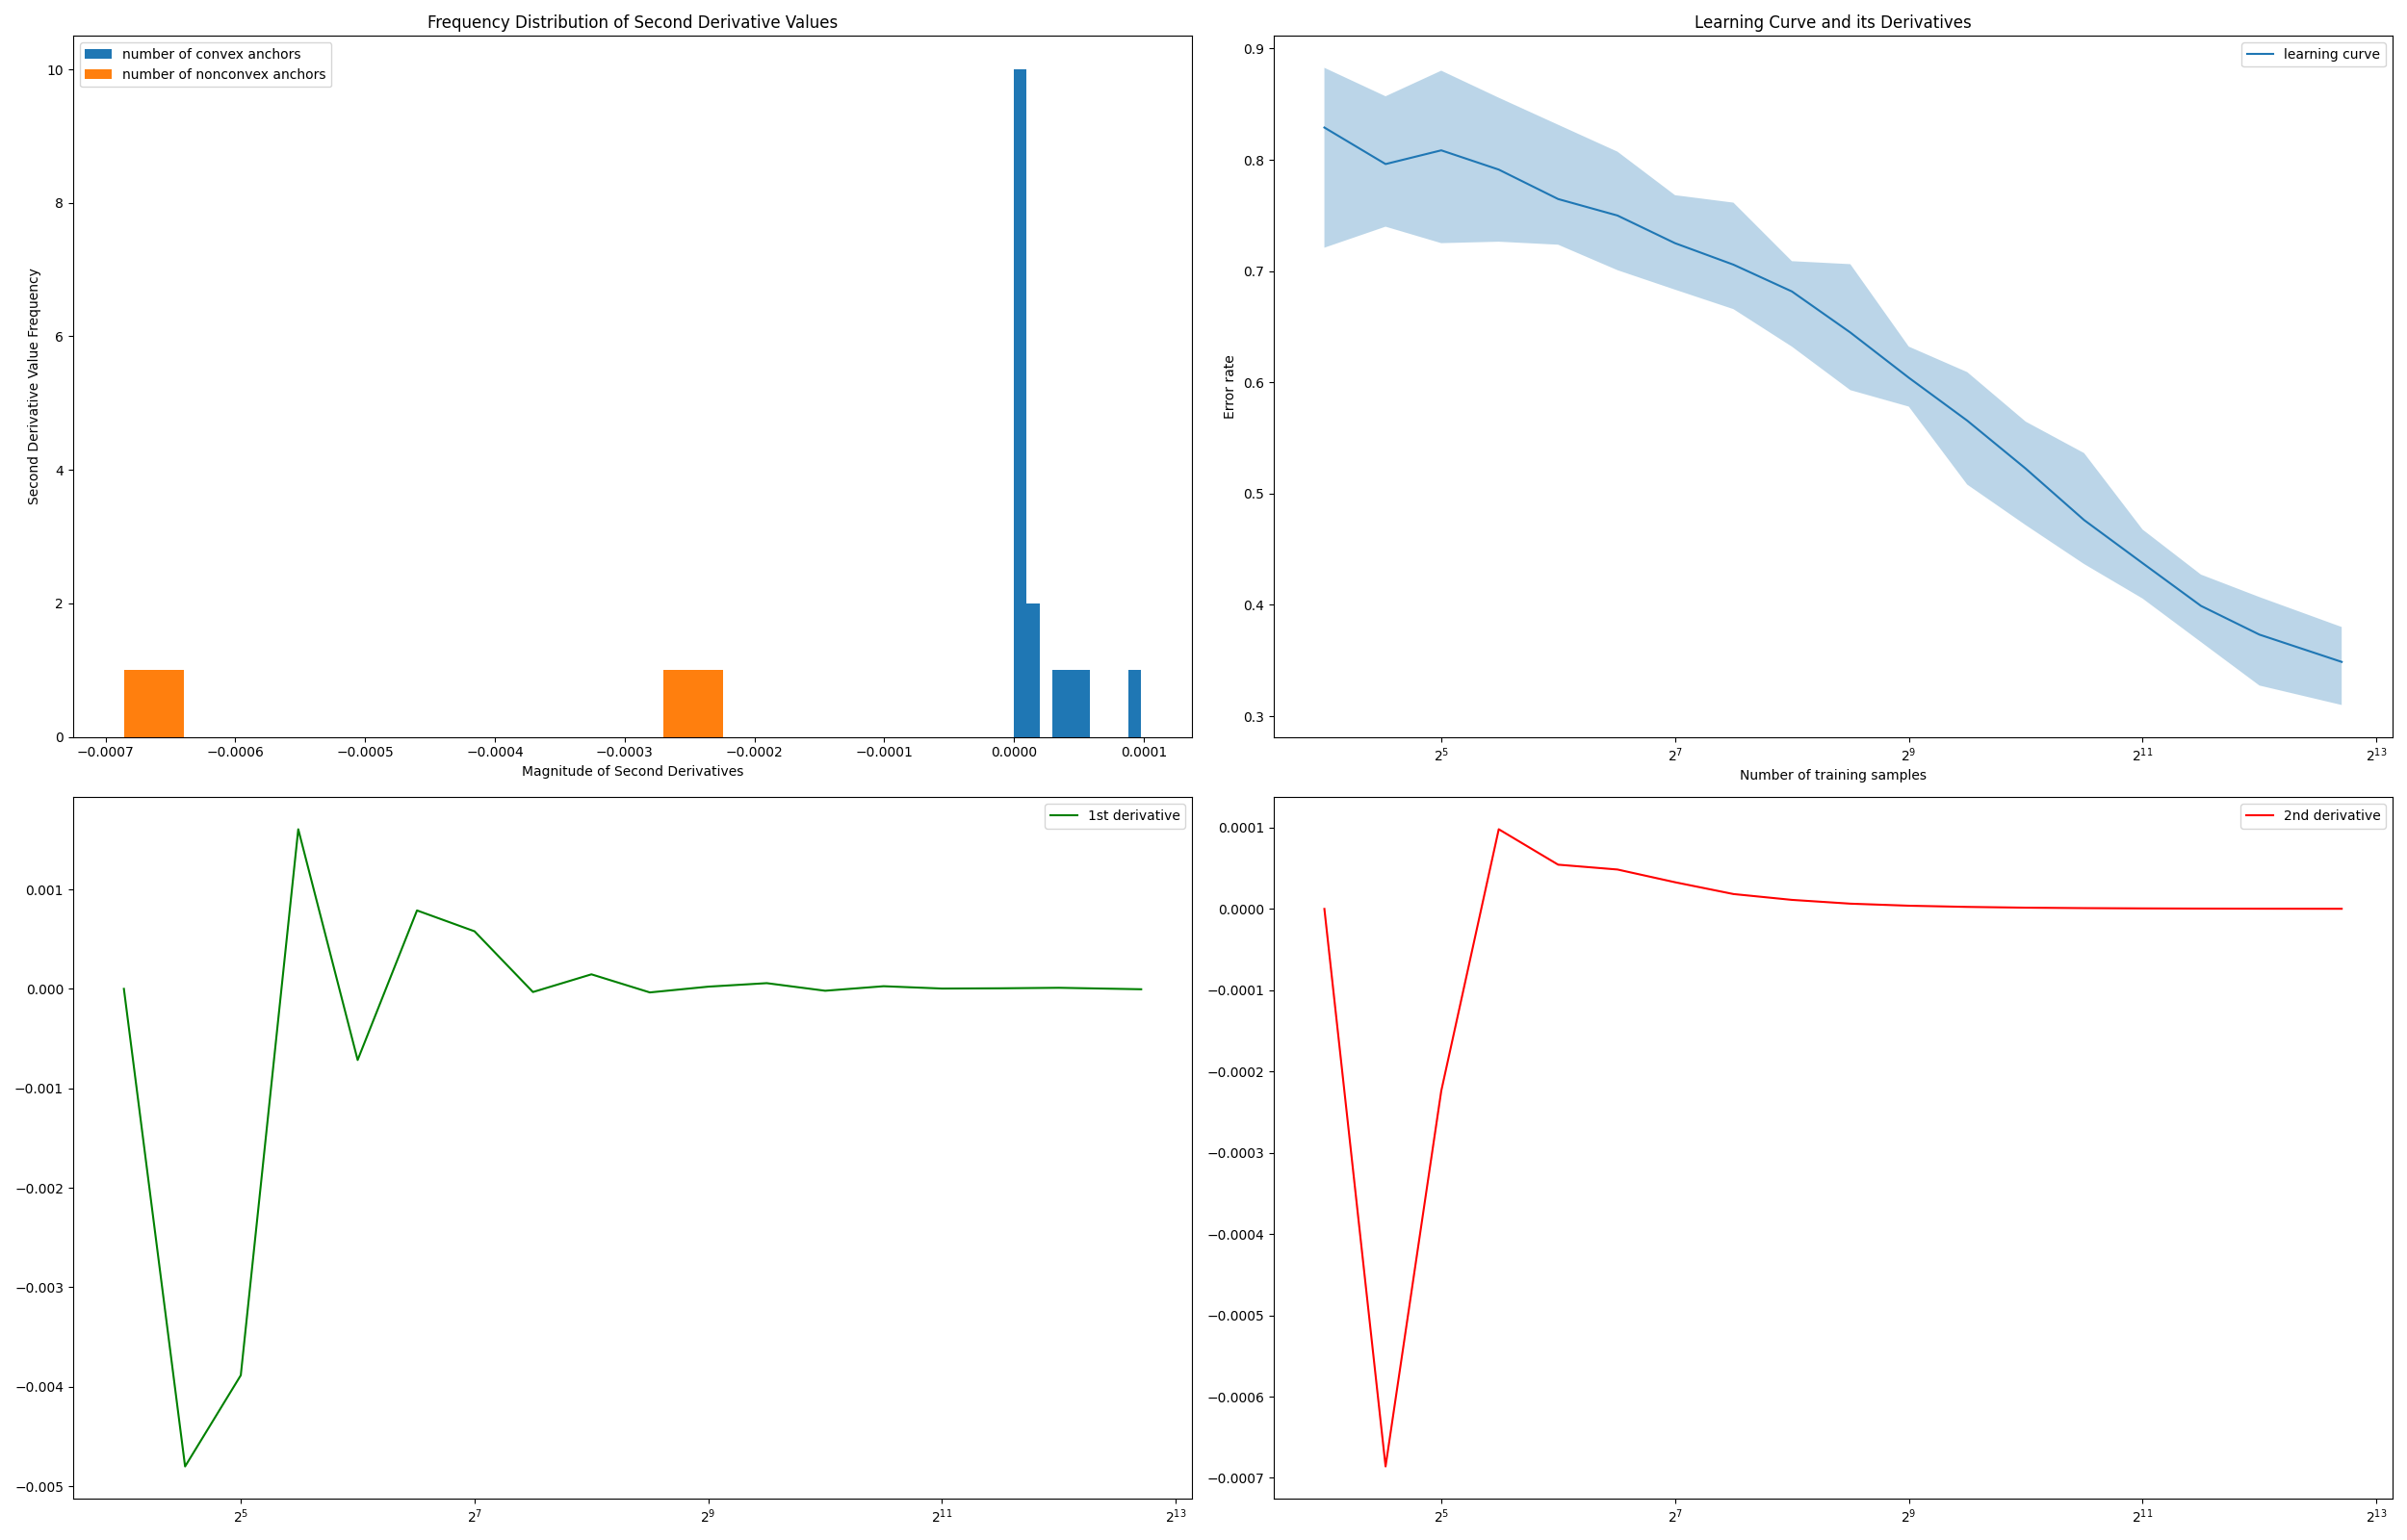 Frequency Distribution of Second Derivative Values
number of convex anchors
number of nonconvex anchors
Second Derivative Value Frequency
10
8
6
4
2
0
−0.0007 −0.0006 −0.0005 −0.0004 −0.0003 −0.0002 −0.0001 0.0000 0.0001
Magnitude of Second Derivatives
Learning Curve and its Derivatives
learning curve
Error rate
0.9
0.8
0.7
0.6
0.5
0.4
0.3
2^5 2^7 2^9 2^11 2^13
Number of training samples
1st derivative
0.001
0.000
−0.001
−0.002
−0.003
−0.004
−0.005
2^5 2^7 2^9 2^11 2^13
2nd derivative
0.0001
0.0000
−0.0001
−0.0002
−0.0003
−0.0004
−0.0005
−0.0006
−0.0007
2^5 2^7 2^9 2^11 2^13